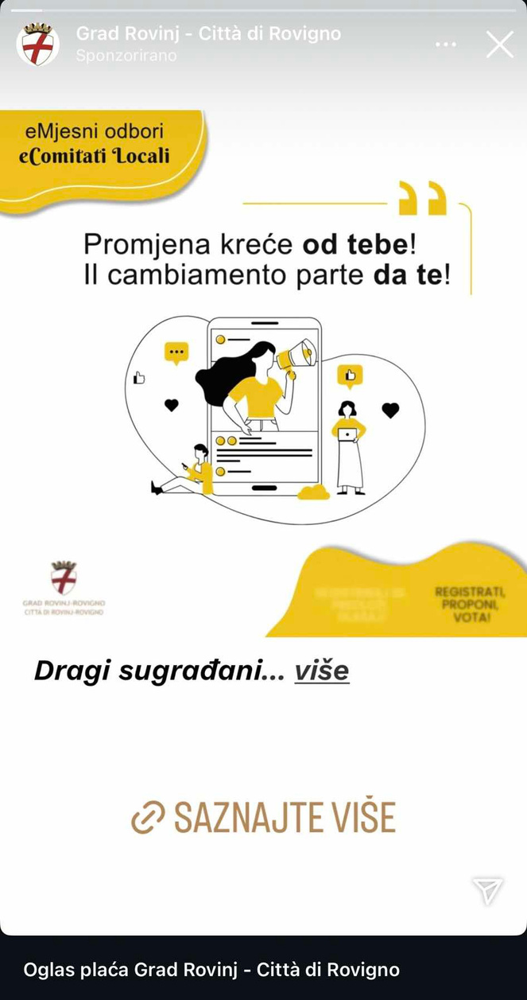 Grad Rovinj - Città di Rovigno
Sponzorirano
eMjesni odbori
eComitati Locali
Promjena kreće od tebe!
Il cambiamento parte da te!
GRAD ROVINJ-ROVIGNO
CITTÀ DI ROVINJ-ROVIGNO
REGISTRATI,
PROPONI,
VOTA!
Dragi sugrađani... više
SAZNAJTE VIŠE
Oglas plaća Grad Rovinj - Città di Rovigno